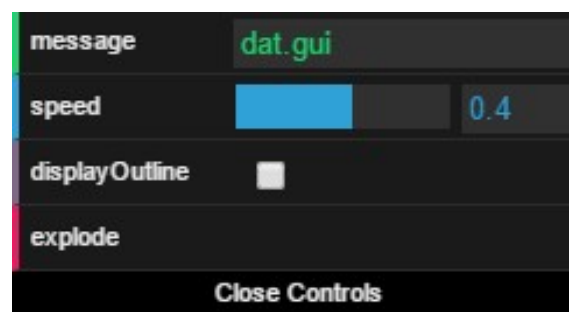 message dat.gui
speed 0.4
displayOutline
explode
Close Controls